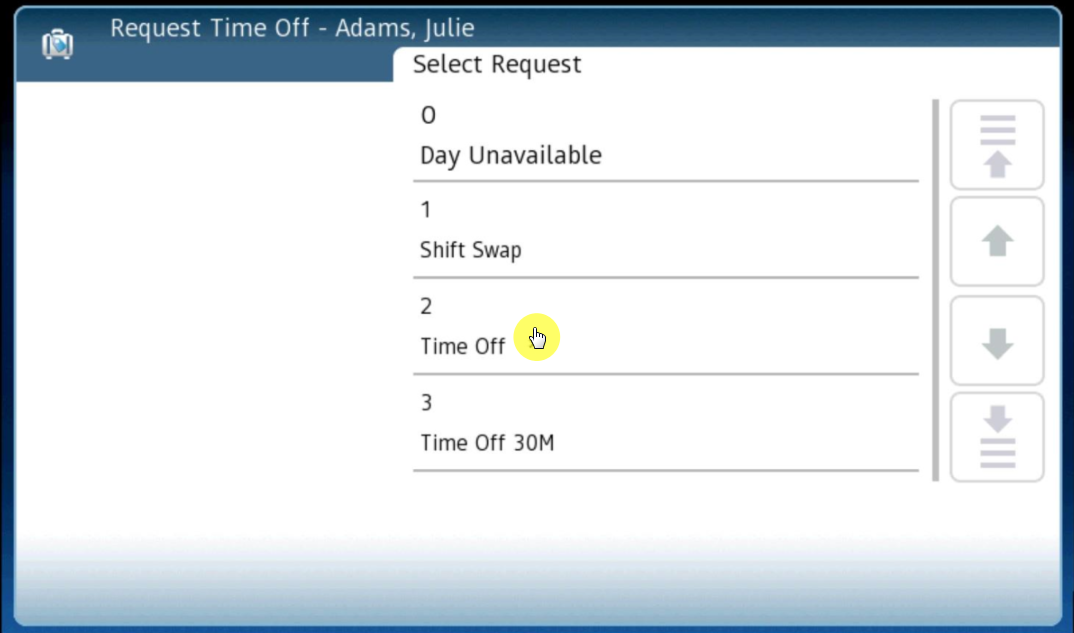 Request Time Off - Adams, Julie
Select Request
0
Day Unavailable
1
Shift Swap
2
Time Off
3
Time Off 30M